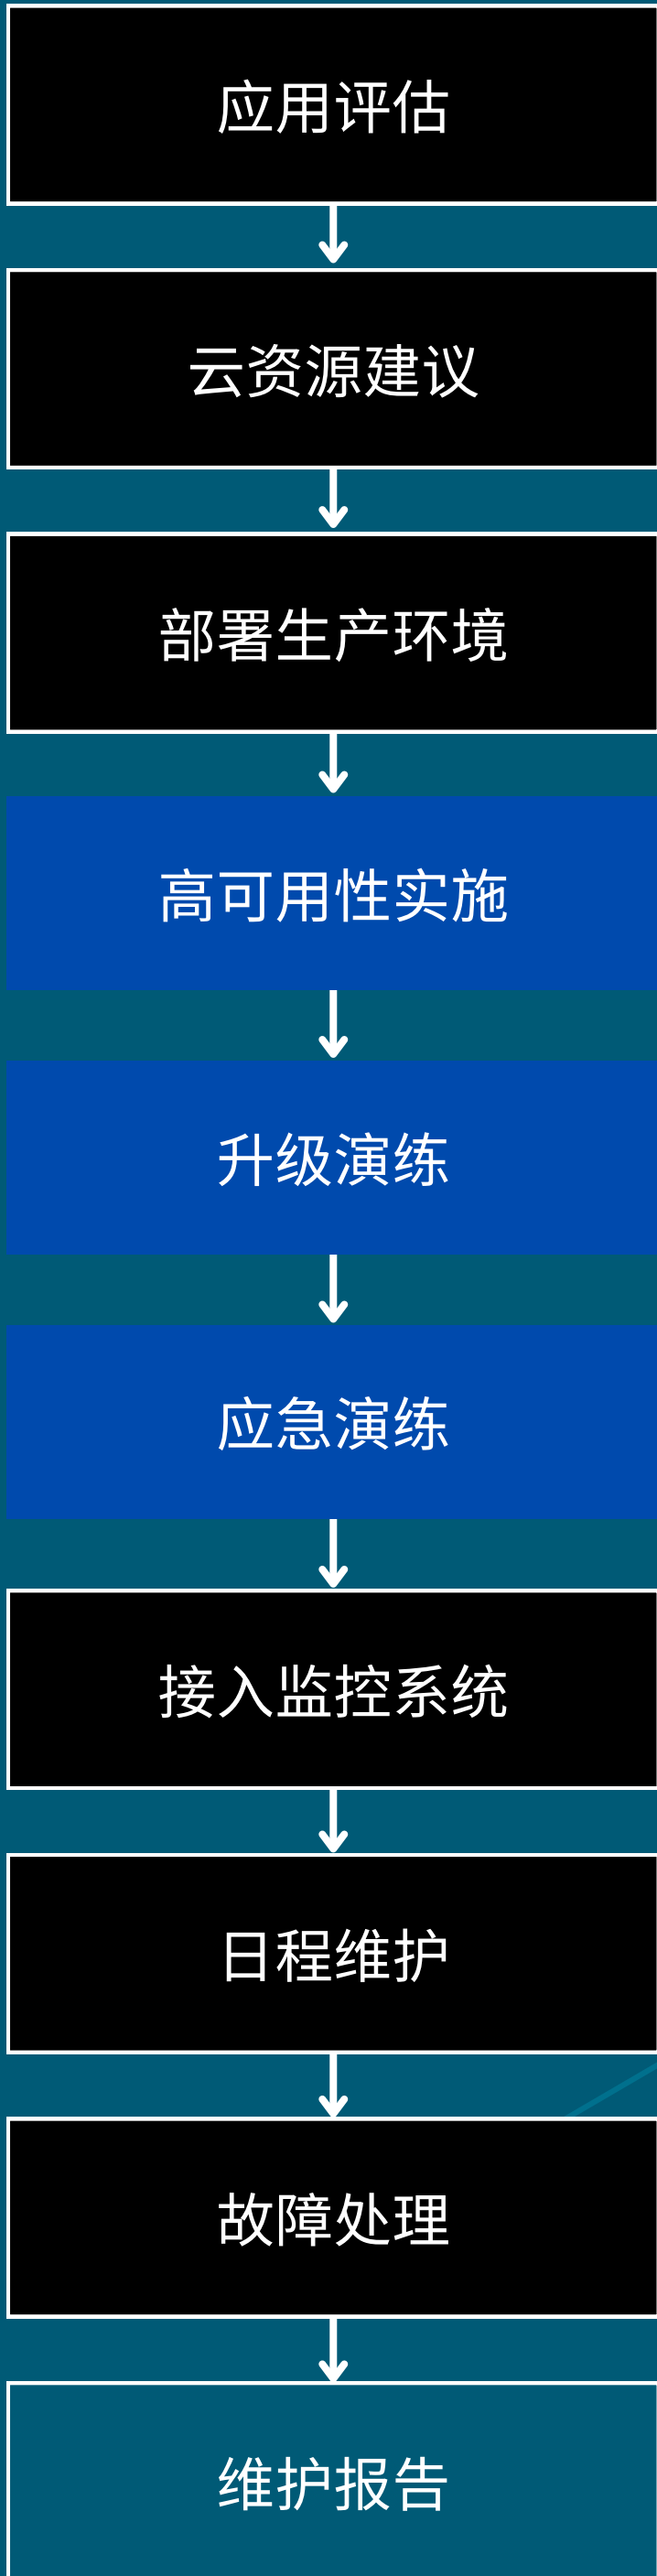 应用评估
云资源建议
部署生产环境
高可用性实施
升级演练
应急演练
接入监控系统
日程维护
故障处理
维护报告